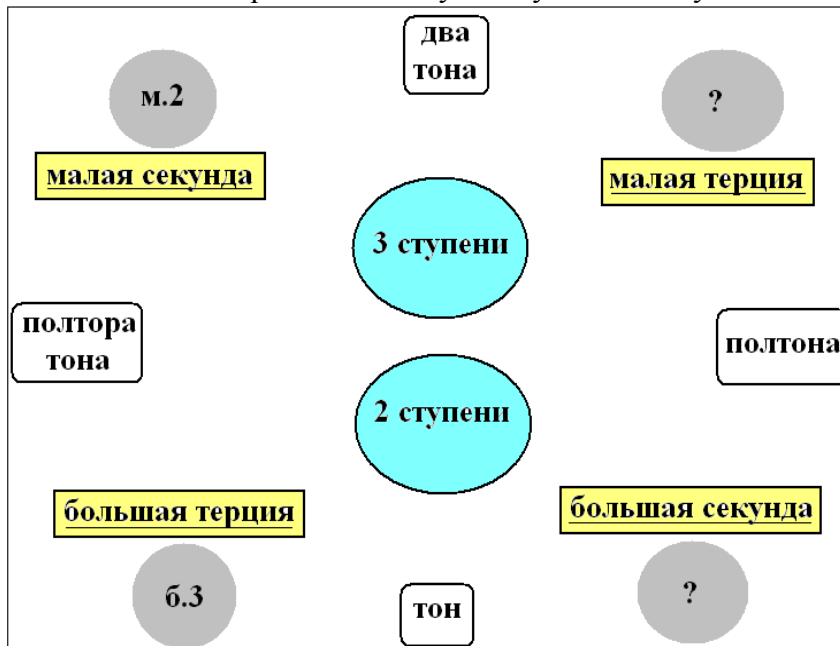 два
тона
м.2
?
малая секунда
малая терция
3 ступени
полтора
тона
полтона
2 ступени
большая терция
большая секунда
б.3
тон
?